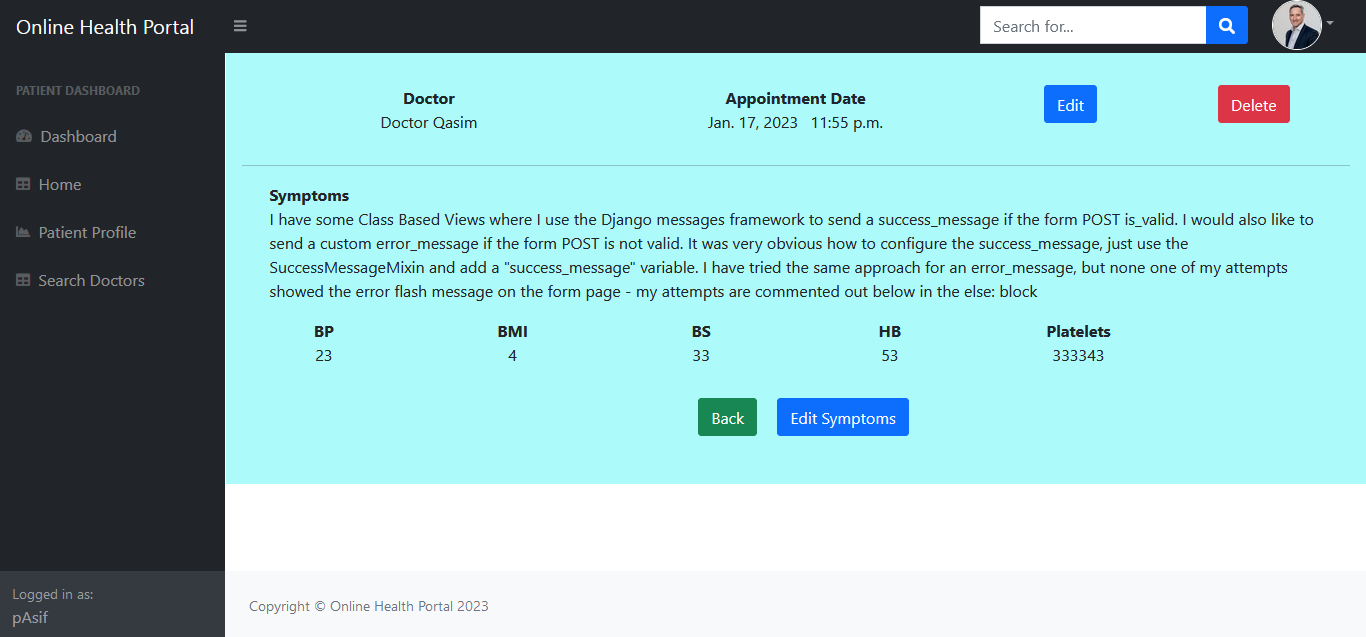 Online Health Portal
Search for...
PATIENT DASHBOARD
Dashboard
Home
Patient Profile
Search Doctors
Doctor
Doctor Qasim
Appointment Date
Jan. 17, 2023 11:55 p.m.
Edit
Delete
Symptoms
I have some Class Based Views where I use the Django messages framework to send a success_message if the form POST is_valid. I would also like to
send a custom error_message if the form POST is not valid. It was very obvious how to configure the success_message, just use the
SuccessMessageMixin and add a "success_message" variable. I have tried the same approach for an error_message, but none one of my attempts
showed the error flash message on the form page - my attempts are commented out below in the else: block
BP BMI BS HB Platelets
23 4 33 53 333343
Back Edit Symptoms
Logged in as:
pAsif
Copyright © Online Health Portal 2023